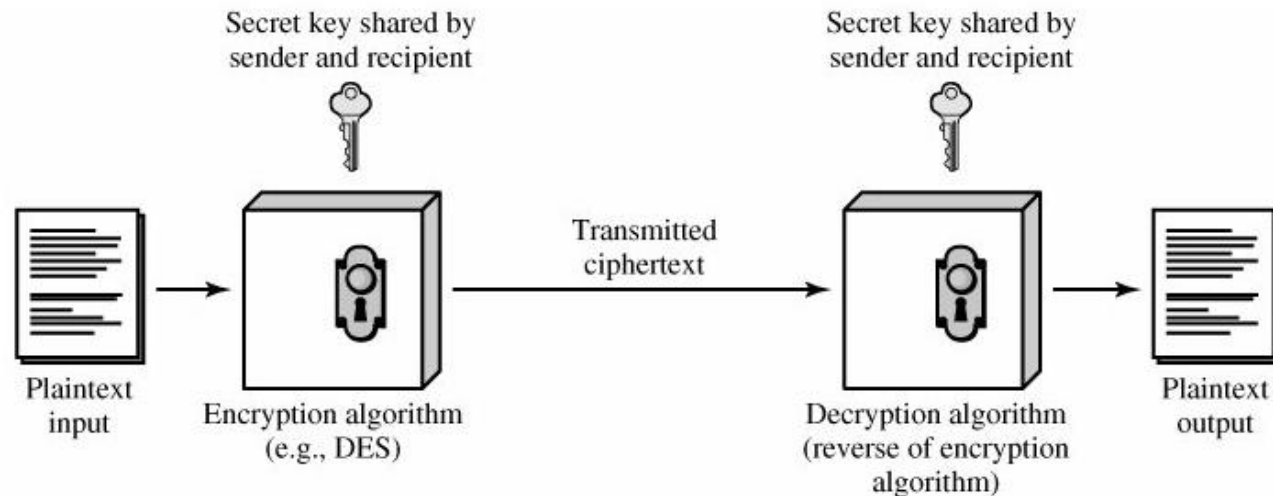 Secret key shared by
sender and recipient
Secret key shared by
sender and recipient
Transmitted
ciphertext
Plaintext
input
Encryption algorithm
(e.g., DES)
Decryption algorithm
(reverse of encryption
algorithm)
Plaintext
output